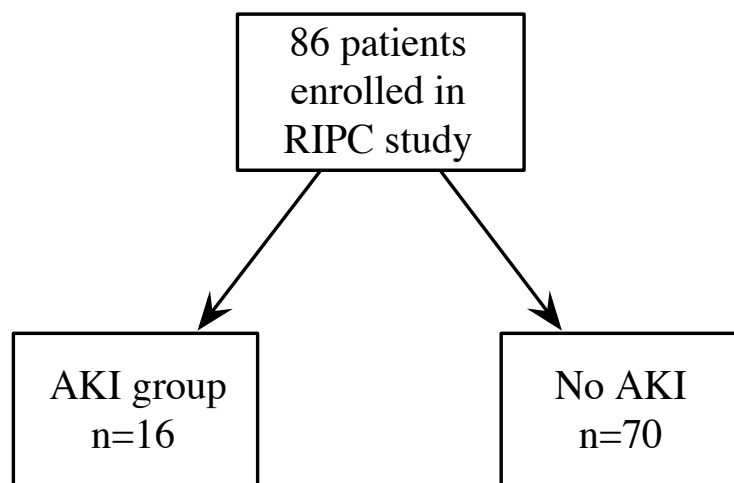 86 patients
enrolled in
RIPC study
AKI group
n=16
No AKI
n=70